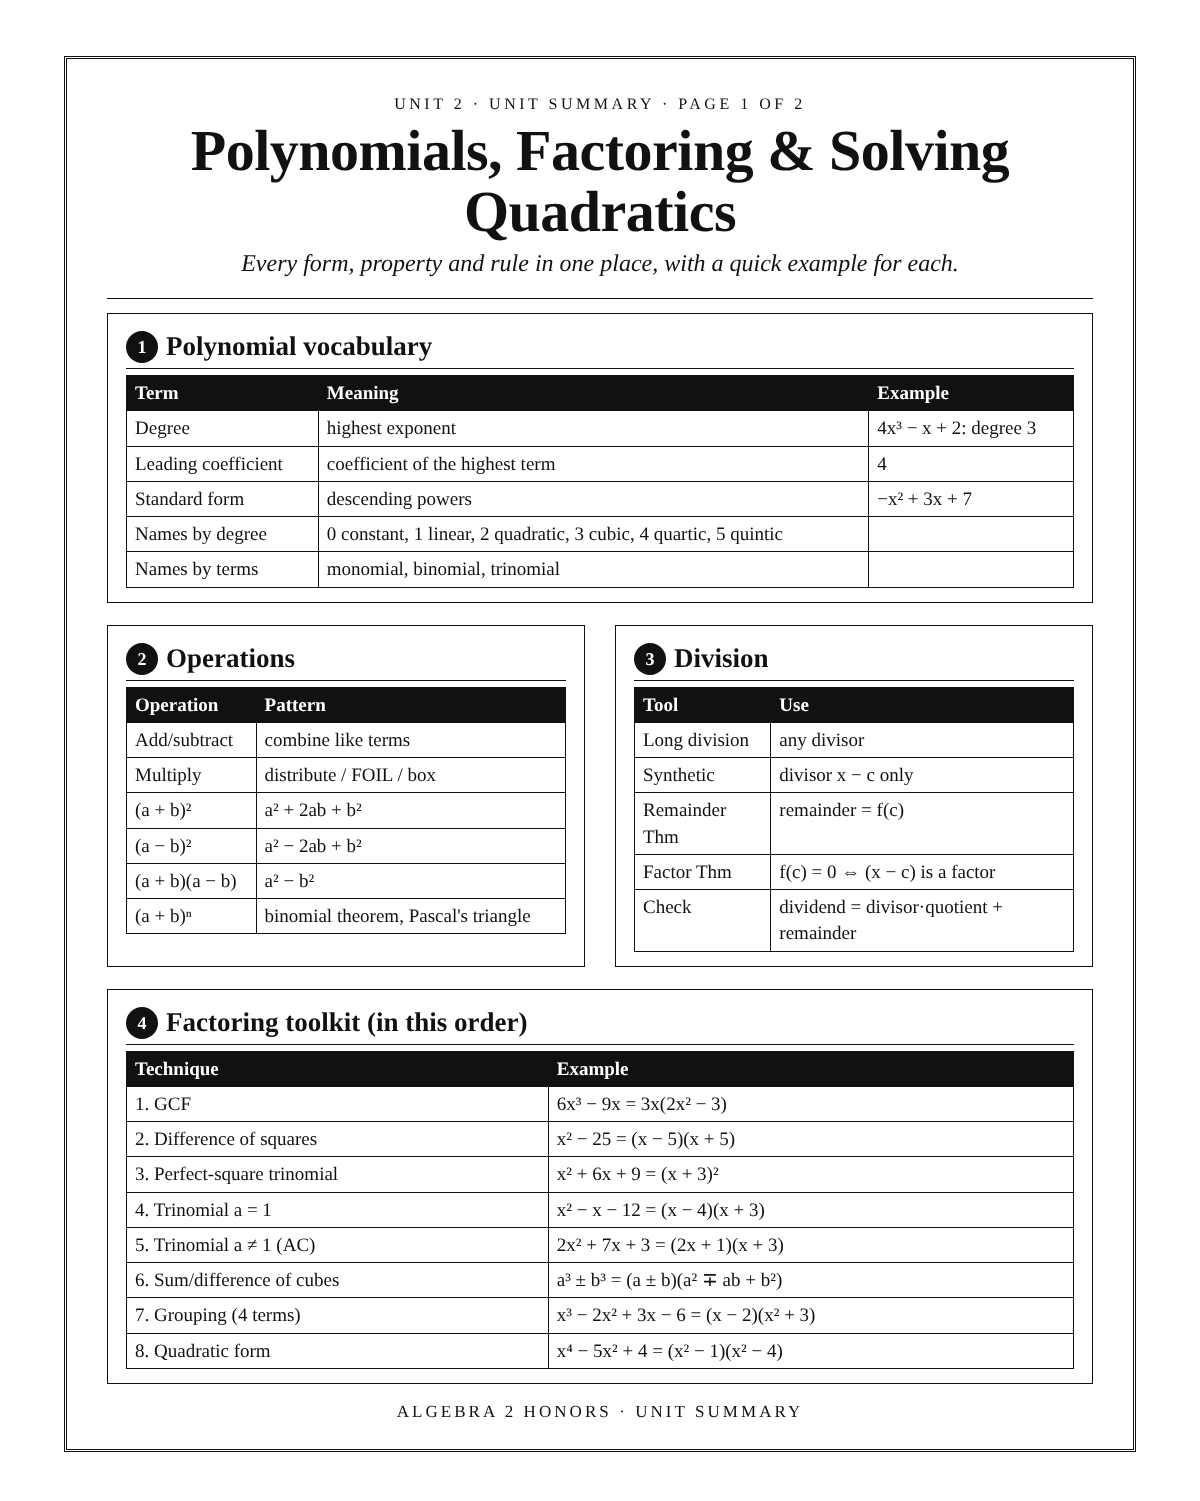 UNIT 2 · UNIT SUMMARY · PAGE 1 OF 2
Polynomials, Factoring & Solving
Quadratics
Every form, property and rule in one place, with a quick example for each.
1 Polynomial vocabulary
Term Meaning Example
Degree highest exponent 4x³ − x + 2: degree 3
Leading coefficient coefficient of the highest term 4
Standard form descending powers −x² + 3x + 7
Names by degree 0 constant, 1 linear, 2 quadratic, 3 cubic, 4 quartic, 5 quintic
Names by terms monomial, binomial, trinomial
2 Operations
Operation Pattern
Add/subtract combine like terms
Multiply distribute / FOIL / box
(a + b)² a² + 2ab + b²
(a − b)² a² − 2ab + b²
(a + b)(a − b) a² − b²
(a + b)ⁿ binomial theorem, Pascal's triangle
3 Division
Tool Use
Long division any divisor
Synthetic divisor x − c only
Remainder remainder = f(c)
Thm
Factor Thm f(c) = 0 ⇔ (x − c) is a factor
Check dividend = divisor·quotient +
remainder
4 Factoring toolkit (in this order)
Technique Example
1. GCF 6x³ − 9x = 3x(2x² − 3)
2. Difference of squares x² − 25 = (x − 5)(x + 5)
3. Perfect-square trinomial x² + 6x + 9 = (x + 3)²
4. Trinomial a = 1 x² − x − 12 = (x − 4)(x + 3)
5. Trinomial a ≠ 1 (AC) 2x² + 7x + 3 = (2x + 1)(x + 3)
6. Sum/difference of cubes a³ ± b³ = (a ± b)(a² ∓ ab + b²)
7. Grouping (4 terms) x³ − 2x² + 3x − 6 = (x − 2)(x² + 3)
8. Quadratic form x⁴ − 5x² + 4 = (x² − 1)(x² − 4)
ALGEBRA 2 HONORS · UNIT SUMMARY